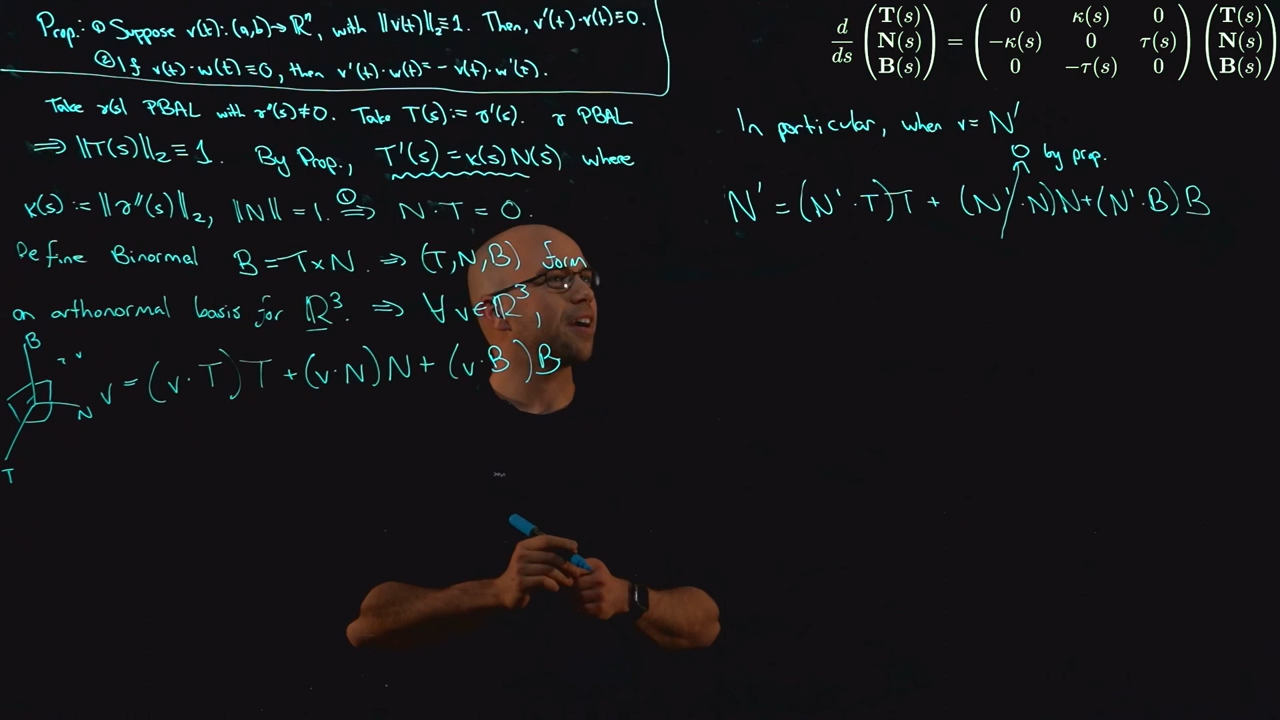 Prop.: ① Suppose v(t): (a,b) → ℝⁿ, with ||v(t)||₂ ≡ 1. Then, v'(t)·v(t) ≡ 0.
② If v(t)·w(t) ≡ 0, then v'(t)·w(t) = - v(t)·w'(t).
Take γ(s) PBAL with γ''(s) ≠ 0. Take T(s) := γ'(s). γ PBAL
⇒ ||T(s)||₂ ≡ 1. By Prop., T'(s) = κ(s) N(s) where
κ(s) := ||γ''(s)||₂, ||N|| = 1. ①⇒ N·T = 0.
Define Binormal B = T×N. ⇒ (T,N,B) form
an orthonormal basis for ℝ³. ⇒ ∀ v∈ℝ³,
v = (v·T)T + (v·N)N + (v·B)B
B
v
N
T
d/ds (T(s) N(s) B(s)) = (0 κ(s) 0
-κ(s) 0 τ(s)
0 -τ(s) 0) (T(s) N(s) B(s))
In particular, when v = N'
0 by prop.
N' = (N'·T)T + (N'·N)N + (N'·B)B